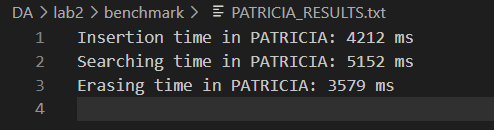 DA > lab2 > benchmark > PATRICIA_RESULTS.txt
1 Insertion time in PATRICIA: 4212 ms
2 Searching time in PATRICIA: 5152 ms
3 Erasing time in PATRICIA: 3579 ms
4